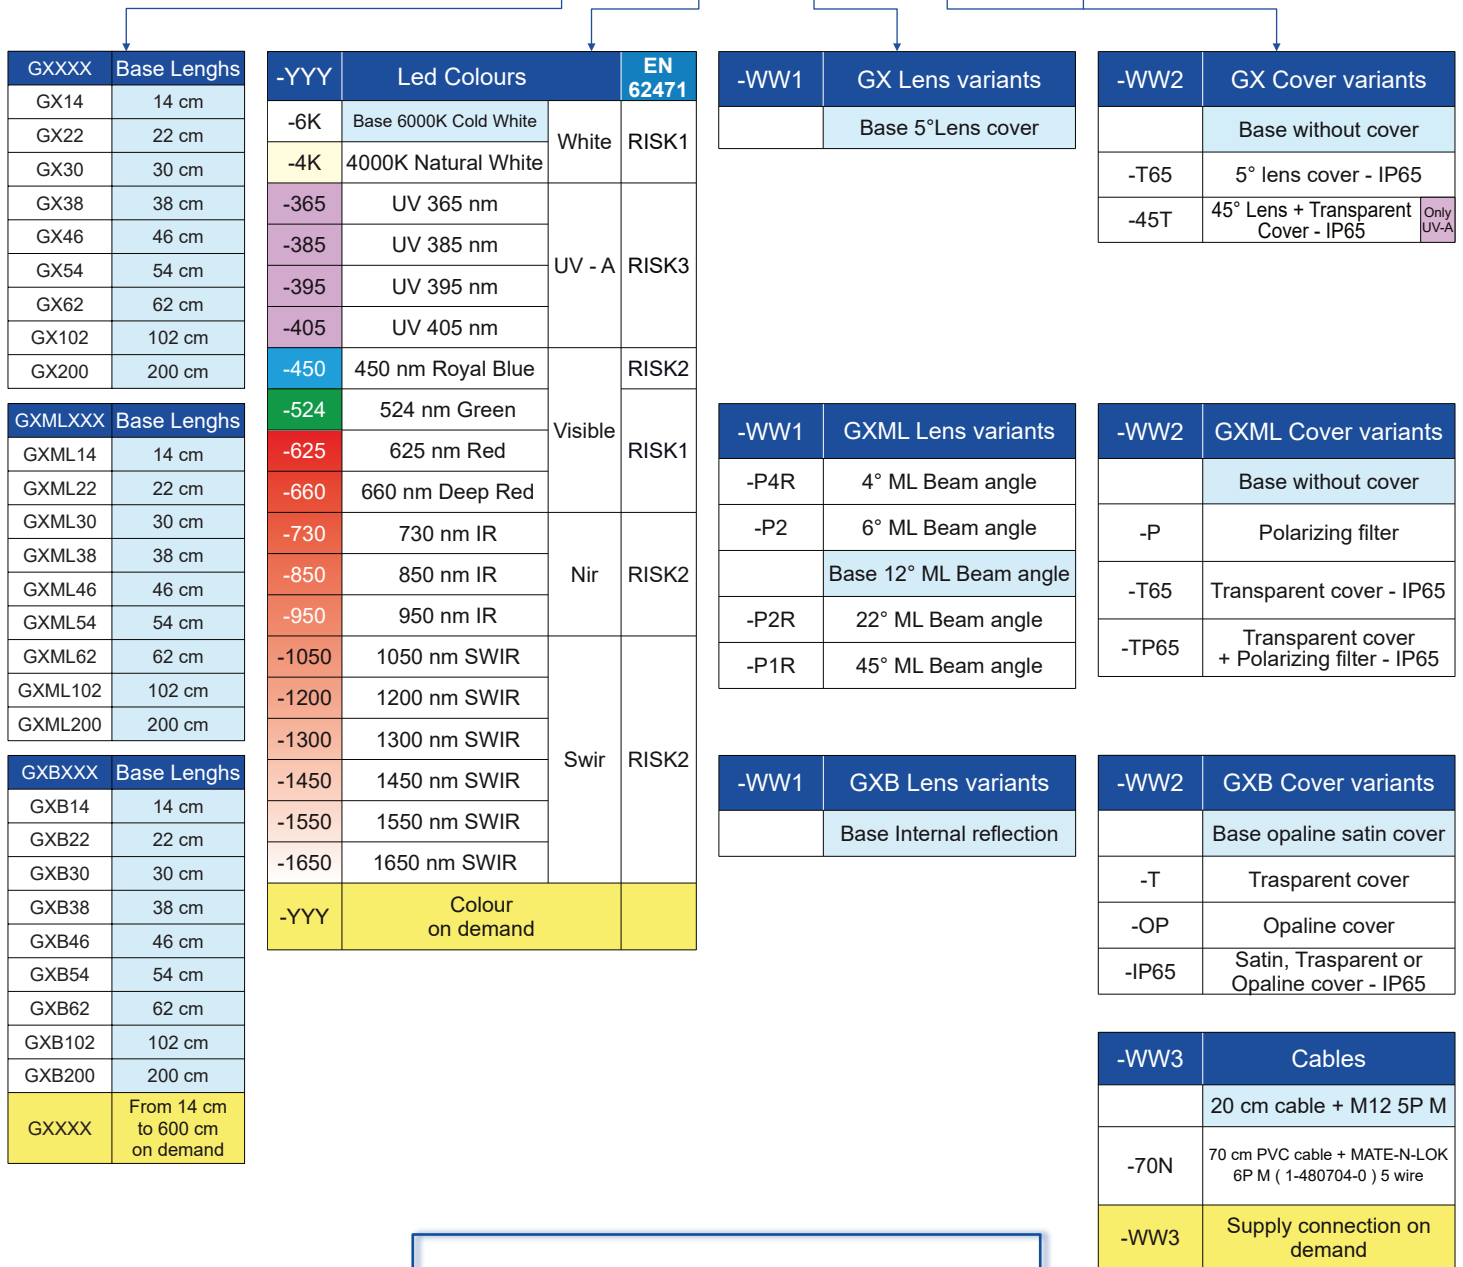 GXXXX Base Lenghs
GX14 14 cm
GX22 22 cm
GX30 30 cm
GX38 38 cm
GX46 46 cm
GX54 54 cm
GX62 62 cm
GX102 102 cm
GX200 200 cm
GXMLXXX Base Lenghs
GXML14 14 cm
GXML22 22 cm
GXML30 30 cm
GXML38 38 cm
GXML46 46 cm
GXML54 54 cm
GXML62 62 cm
GXML102 102 cm
GXML200 200 cm
GXBXXX Base Lenghs
GXB14 14 cm
GXB22 22 cm
GXB30 30 cm
GXB38 38 cm
GXB46 46 cm
GXB54 54 cm
GXB62 62 cm
GXB102 102 cm
GXB200 200 cm
GXXXX From 14 cm
to 600 cm
on demand
-YYY Led Colours EN
62471
-6K Base 6000K Cold White White RISK1
-4K 4000K Natural White
-365 UV 365 nm UV - A RISK3
-385 UV 385 nm
-395 UV 395 nm
-405 UV 405 nm
-450 450 nm Royal Blue Visible RISK2
-524 524 nm Green RISK1
-625 625 nm Red
-660 660 nm Deep Red
-730 730 nm IR Nir RISK2
-850 850 nm IR
-950 950 nm IR
-1050 1050 nm SWIR Swir RISK2
-1200 1200 nm SWIR
-1300 1300 nm SWIR
-1450 1450 nm SWIR
-1550 1550 nm SWIR
-1650 1650 nm SWIR
-YYY Colour
on demand
-WW1 GX Lens variants
Base 5°Lens cover
-WW1 GXML Lens variants
-P4R 4° ML Beam angle
-P2 6° ML Beam angle
Base 12° ML Beam angle
-P2R 22° ML Beam angle
-P1R 45° ML Beam angle
-WW1 GXB Lens variants
Base Internal reflection
-WW2 GX Cover variants
Base without cover
-T65 5° lens cover - IP65
-45T 45° Lens + Transparent
Cover - IP65
Only
UV-A
-WW2 GXML Cover variants
Base without cover
-P Polarizing filter
-T65 Transparent cover - IP65
-TP65 Transparent cover
+ Polarizing filter - IP65
-WW2 GXB Cover variants
Base opaline satin cover
-T Trasparent cover
-OP Opaline cover
-IP65 Satin, Trasparent or
Opaline cover - IP65
-WW3 Cables
20 cm cable + M12 5P M
-70N 70 cm PVC cable + MATE-N-LOK
6P M ( 1-480704-0 ) 5 wire
-WW3 Supply connection on
demand